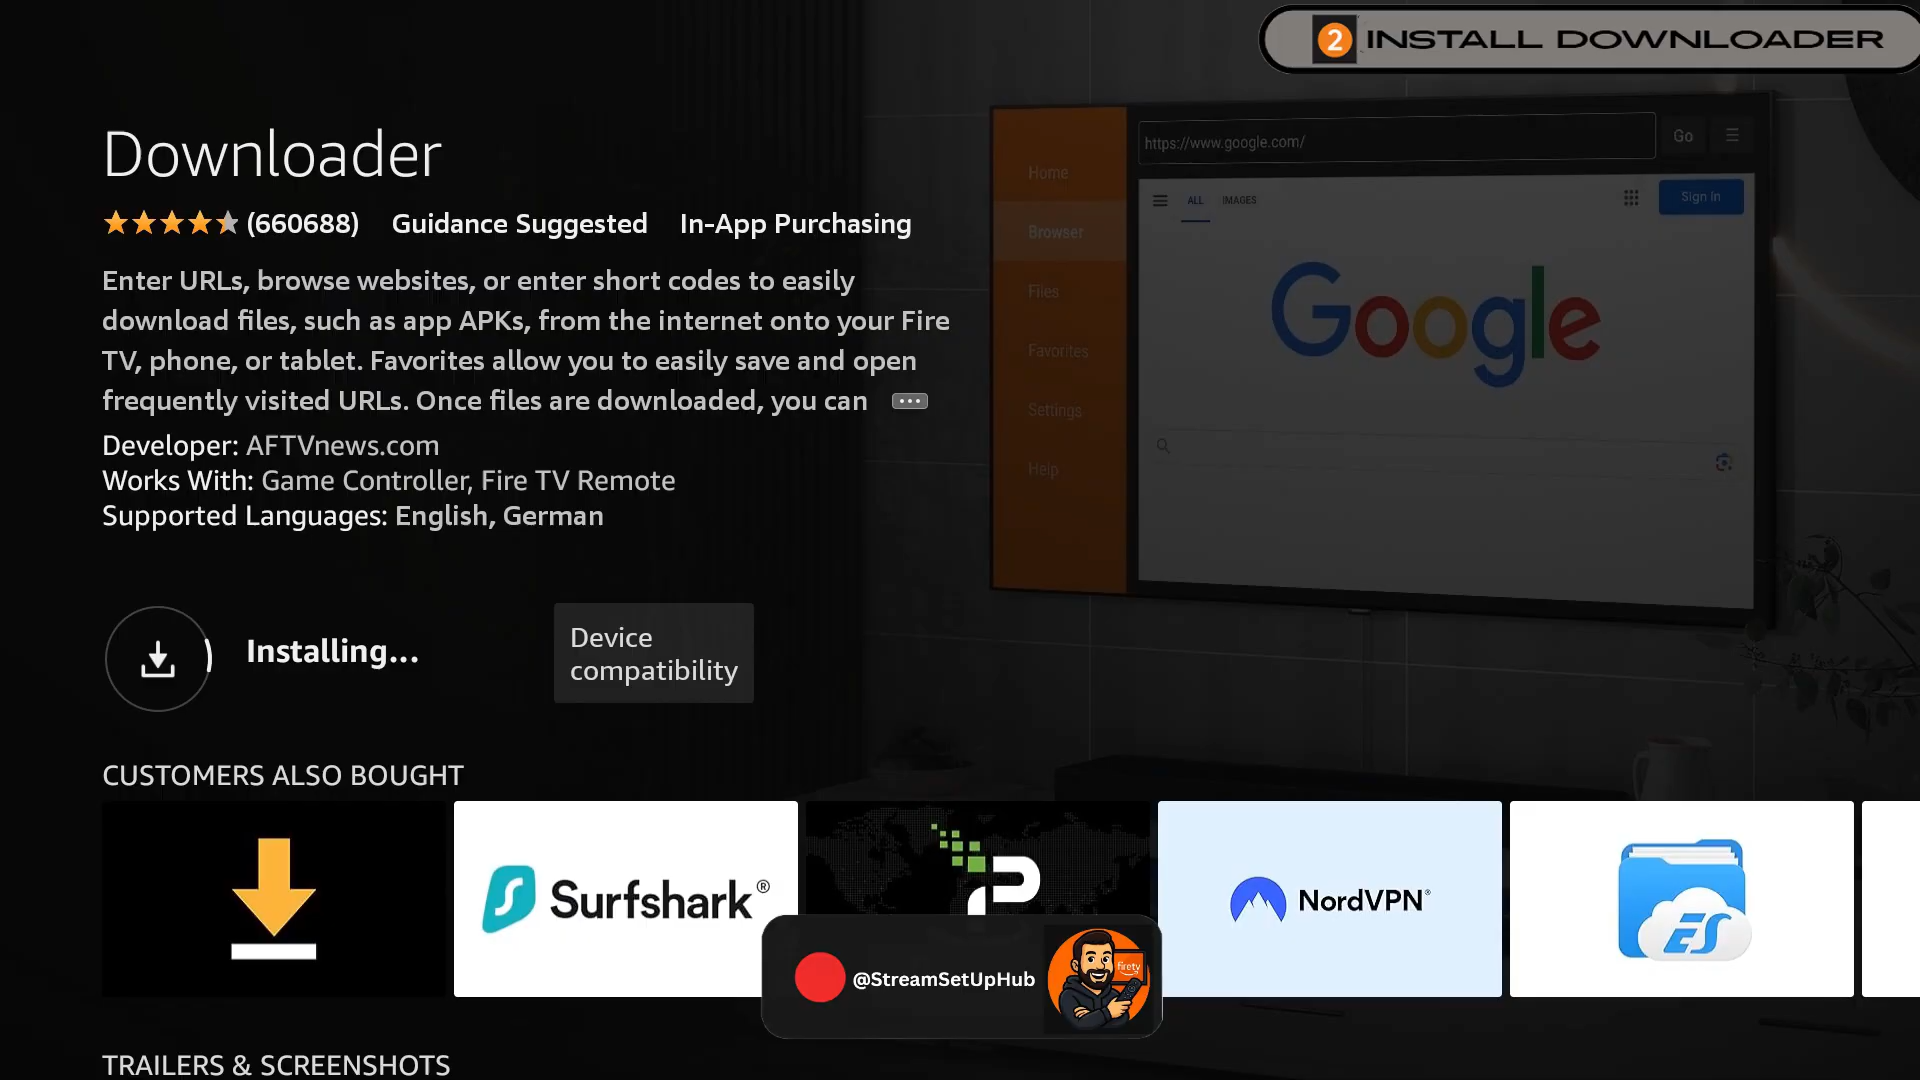 2 INSTALL DOWNLOADER
Downloader
(660688) Guidance Suggested In-App Purchasing
Enter URLs, browse websites, or enter short codes to easily
download files, such as app APKs, from the internet onto your Fire
TV, phone, or tablet. Favorites allow you to easily save and open
frequently visited URLs. Once files are downloaded, you can
Developer: AFTVnews.com
Works With: Game Controller, Fire TV Remote
Supported Languages: English, German
https://www.google.com/
Go
Home
Browser
Files
Favorites
Settings
Help
ALL IMAGES
Sign in
Google
Installing...
Device
compatibility
CUSTOMERS ALSO BOUGHT
Surfshark®
P
NordVPN®
ES
@StreamSetUpHub
firetv
TRAILERS & SCREENSHOTS